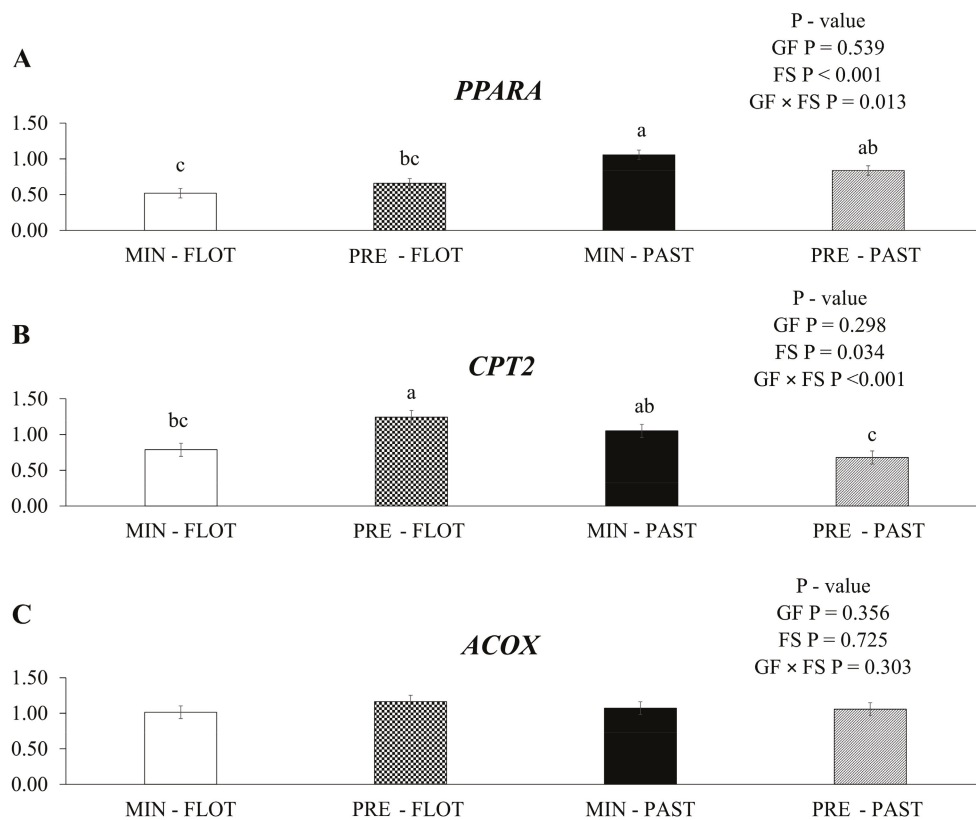 A
PPARA
P - value
GF P = 0.539
FS P < 0.001
GF × FS P = 0.013
1.50
1.00
0.50
0.00
c
bc
a
ab
MIN - FLOT
PRE - FLOT
MIN - PAST
PRE - PAST
B
CPT2
P - value
GF P = 0.298
FS P = 0.034
GF × FS P <0.001
1.50
1.00
0.50
0.00
bc
a
ab
c
MIN - FLOT
PRE - FLOT
MIN - PAST
PRE - PAST
C
ACOX
P - value
GF P = 0.356
FS P = 0.725
GF × FS P = 0.303
1.50
1.00
0.50
0.00
MIN - FLOT
PRE - FLOT
MIN - PAST
PRE - PAST